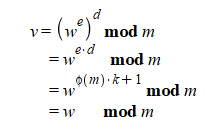 v = (w^e)^d mod m
= w^{e·d} mod m
= w^{ϕ(m)·k+1} mod m
= w mod m